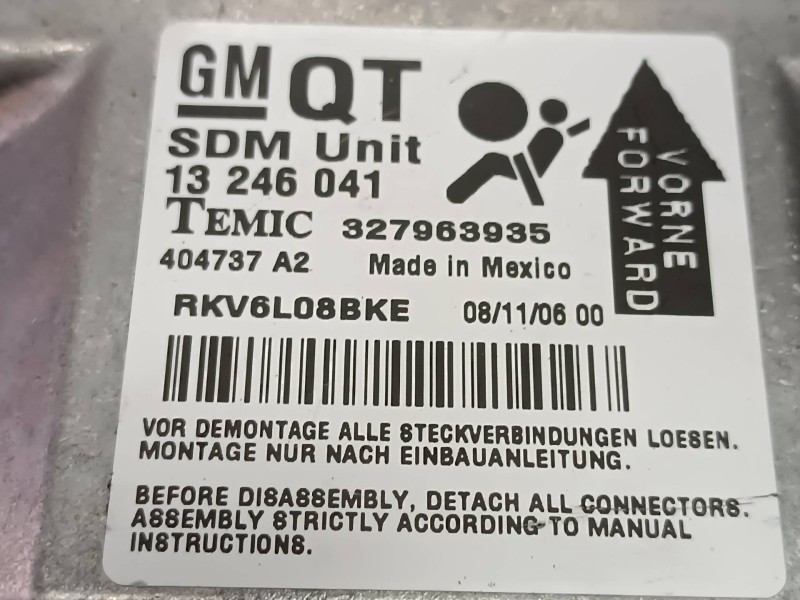 GM QT
SDM Unit
13 246 041
TEMIC 327963935
404737 A2 Made in Mexico
RKV6L08BKE 08/11/06 00
VORNE
FORWARD
VOR DEMONTAGE ALLE STECKVERBINDUNGEN LOESEN.
MONTAGE NUR NACH EINBAUANLEITUNG.
BEFORE DISASSEMBLY, DETACH ALL CONNECTORS.
ASSEMBLY STRICTLY ACCORDING TO MANUAL
INSTRUCTIONS.